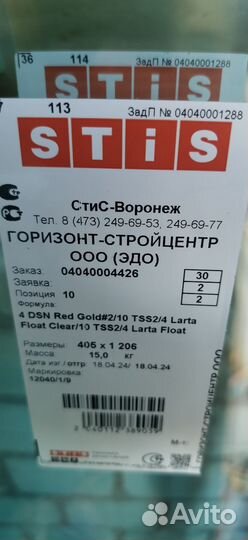 36 114
ЗадП № 04040001288
STiS
113
ЗадП № 04040001288
STiS
СтиС-Воронеж
Тел. 8 (473) 249-69-53, 249-69-77
ГОРИЗОНТ-СТРОЙЦЕНТР
ООО (ЭДО)
Заказ: 04040004426 30
Заявка: 2
Позиция 10 2
Формула:
4 DSN Red Gold#2/10 TSS2/4 Larta
Float Clear/10 TSS2/4 Larta Float
Размеры: 405 x 1 206
Масса 15,0 кг
Дата изг / отгр: 18.04.24/ 18.04.24
Маркировка
12040/1/9
STiS
Avito